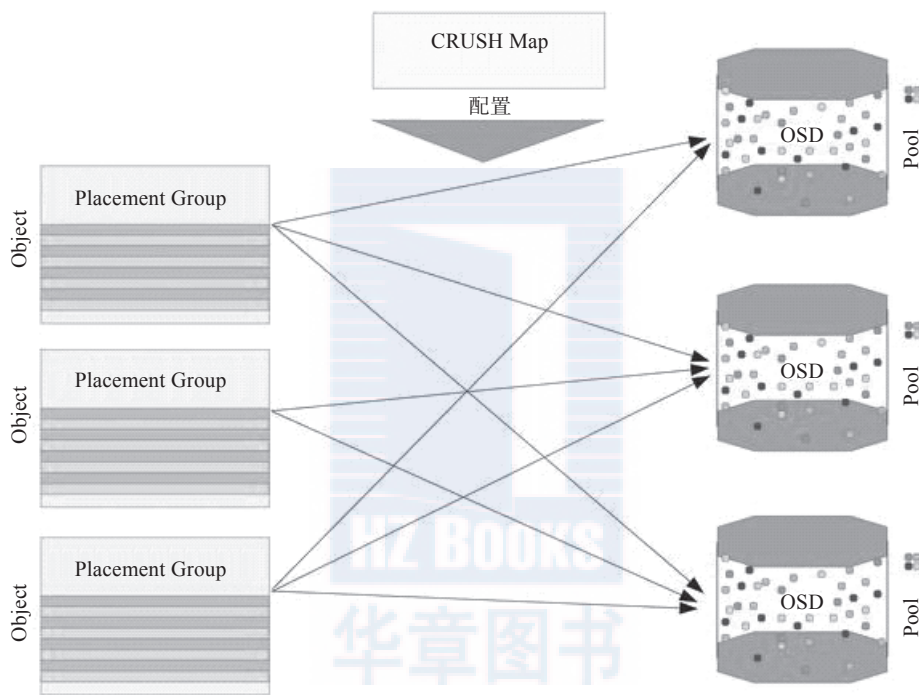 CRUSH Map
配置
Object
Placement Group
OSD
Pool
Object
Placement Group
OSD
Pool
Object
Placement Group
OSD
Pool
HZ BOOKS
华章图书